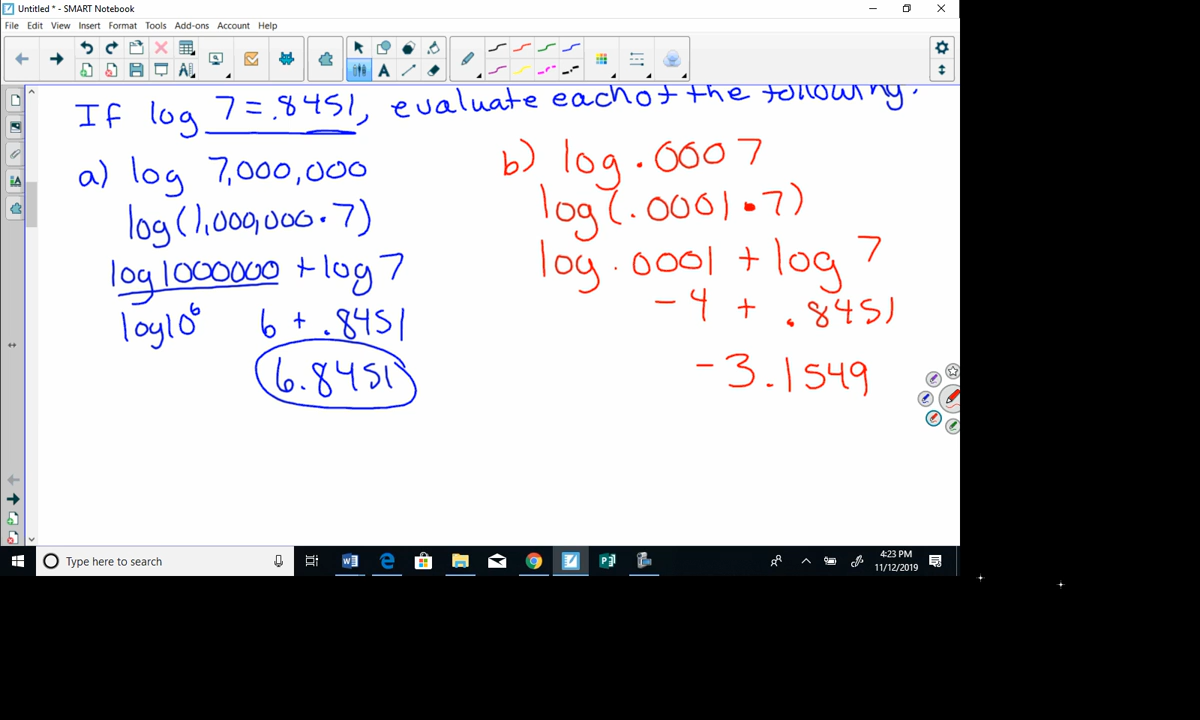 Untitled * - SMART Notebook
File Edit View Insert Format Tools Add-ons Account Help
If log 7 = .8451, evaluate each of the following.
a) log 7,000,000
log(1,000,000 • 7)
log 1000000 + log 7
log10⁶ 6 + .8451
6.8451
b) log .0007
log(.0001 • 7)
log .0001 + log 7
-4 + .8451
-3.1549
Type here to search
4:23 PM
11/12/2019